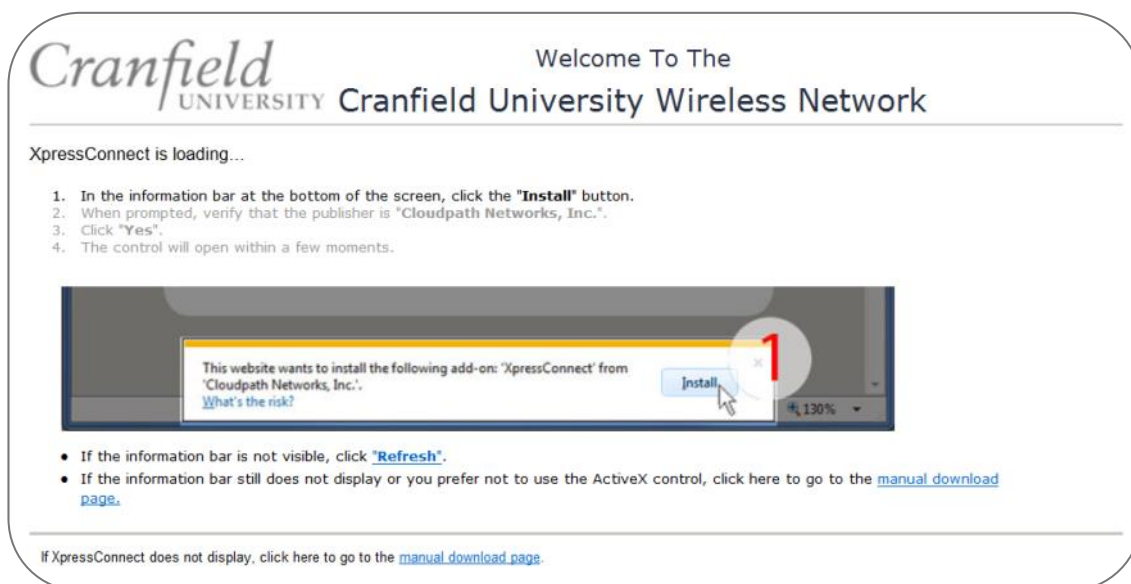 Cranfield
UNIVERSITY
Welcome To The
Cranfield University Wireless Network
XpressConnect is loading...
1. In the information bar at the bottom of the screen, click the "Install" button.
2. When prompted, verify that the publisher is "Cloudpath Networks, Inc.".
3. Click "Yes".
4. The control will open within a few moments.
1
This website wants to install the following add-on: 'XpressConnect' from
'Cloudpath Networks, Inc.'.
What's the risk?
Install
130%
• If the information bar is not visible, click "Refresh".
• If the information bar still does not display or you prefer not to use the ActiveX control, click here to go to the manual download
page.
If XpressConnect does not display, click here to go to the manual download page.